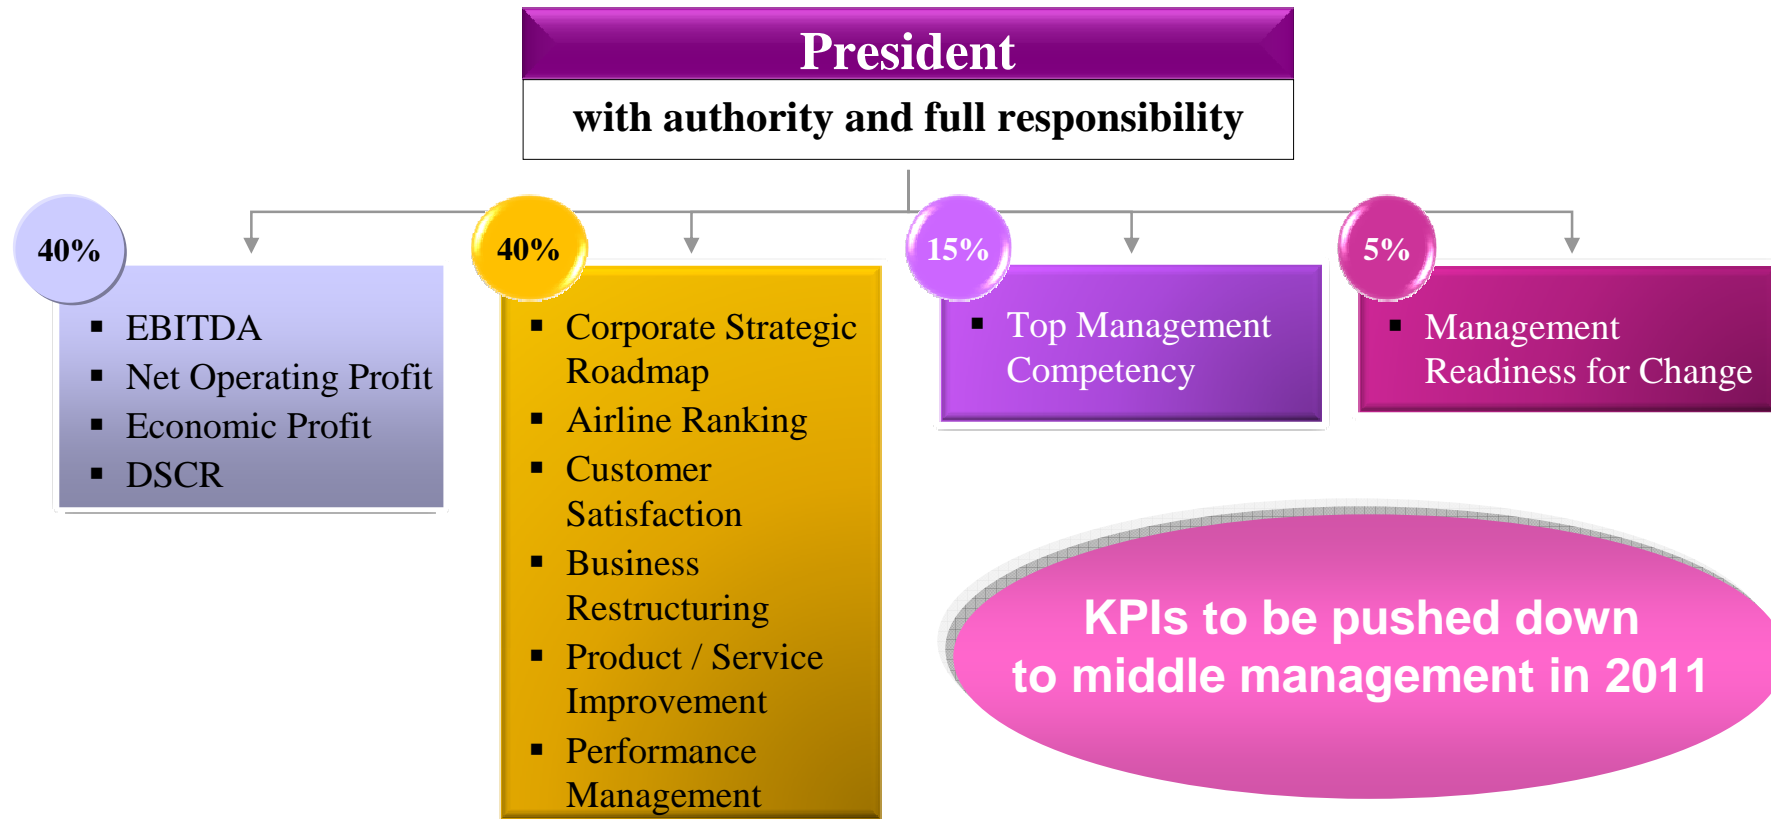 President
with authority and full responsibility
40%
▪ EBITDA
▪ Net Operating Profit
▪ Economic Profit
▪ DSCR
40%
▪ Corporate Strategic
Roadmap
▪ Airline Ranking
▪ Customer
Satisfaction
▪ Business
Restructuring
▪ Product / Service
Improvement
▪ Performance
Management
15%
▪ Top Management
Competency
5%
▪ Management
Readiness for Change
KPIs to be pushed down
to middle management in 2011